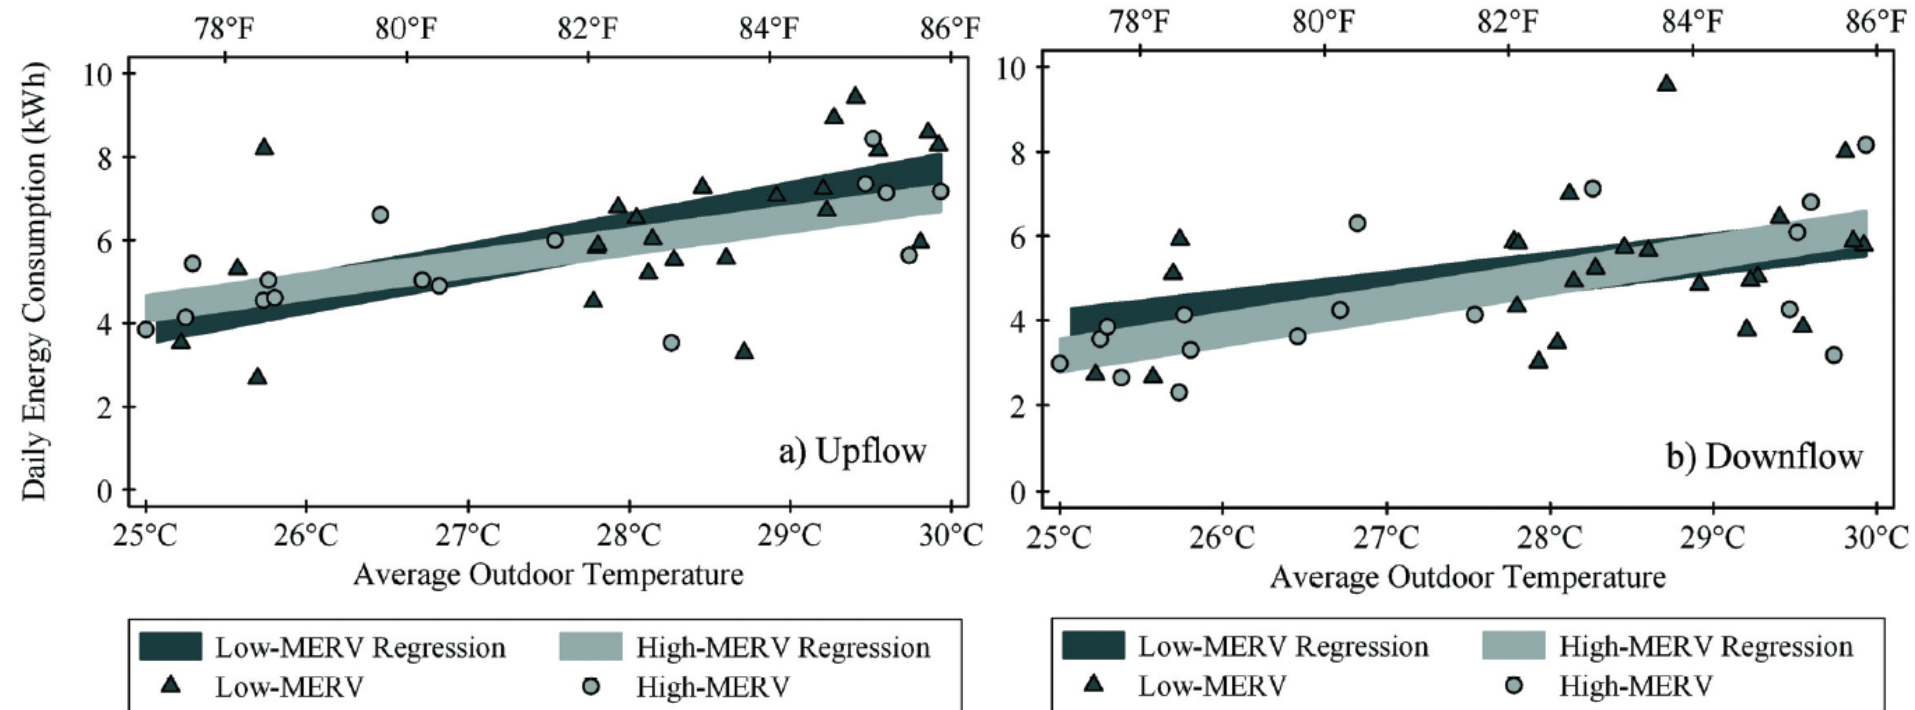 78°F 80°F 82°F 84°F 86°F
10
8
6
4
2
0
Daily Energy Consumption (kWh)
a) Upflow
25°C 26°C 27°C 28°C 29°C 30°C
Average Outdoor Temperature
Low-MERV Regression High-MERV Regression
Low-MERV High-MERV
78°F 80°F 82°F 84°F 86°F
10
8
6
4
2
0
b) Downflow
25°C 26°C 27°C 28°C 29°C 30°C
Average Outdoor Temperature
Low-MERV Regression High-MERV Regression
Low-MERV High-MERV